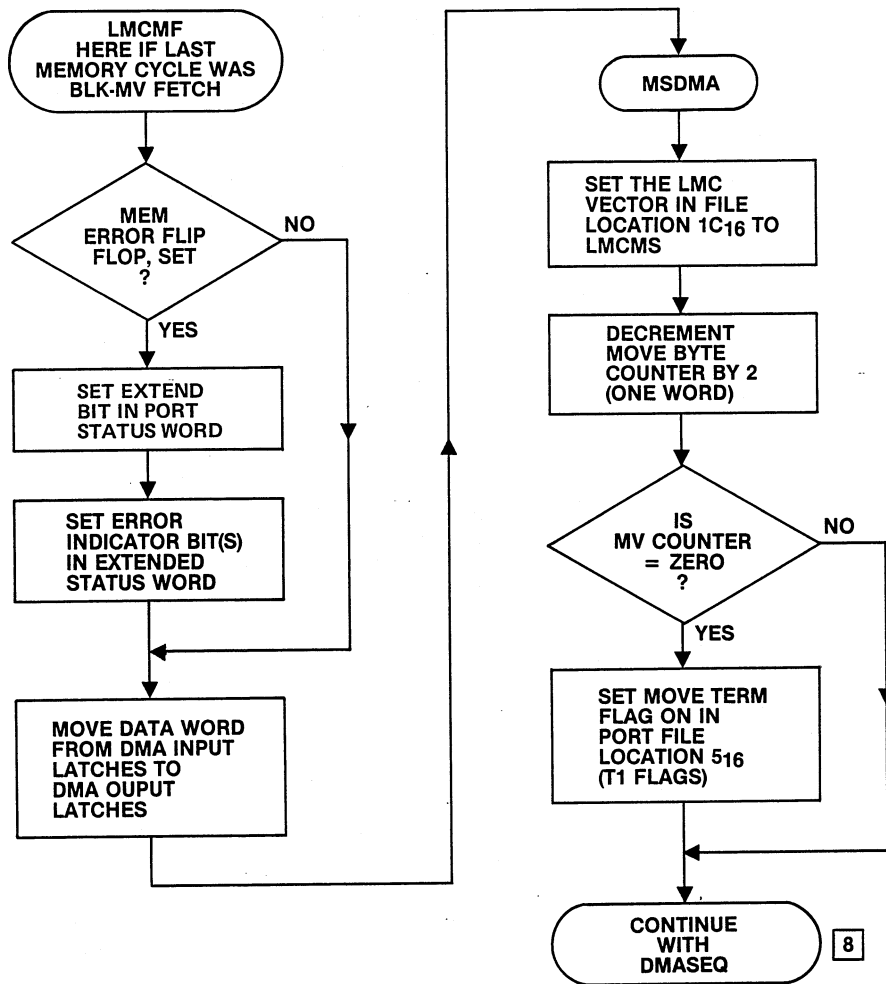 LMCMF
HERE IF LAST
MEMORY CYCLE WAS
BLK-MV FETCH
MEM
ERROR FLIP
FLOP, SET
?
NO
YES
SET EXTEND
BIT IN PORT
STATUS WORD
SET ERROR
INDICATOR BIT(S)
IN EXTENDED
STATUS WORD
MOVE DATA WORD
FROM DMA INPUT
LATCHES TO
DMA OUPUT
LATCHES
MSDMA
SET THE LMC
VECTOR IN FILE
LOCATION 1C₁₆ TO
LMCMS
DECREMENT
MOVE BYTE
COUNTER BY 2
(ONE WORD)
IS
MV COUNTER
= ZERO
?
NO
YES
SET MOVE TERM
FLAG ON IN
PORT FILE
LOCATION 5₁₆
(T1 FLAGS)
CONTINUE
WITH
DMASEQ
8